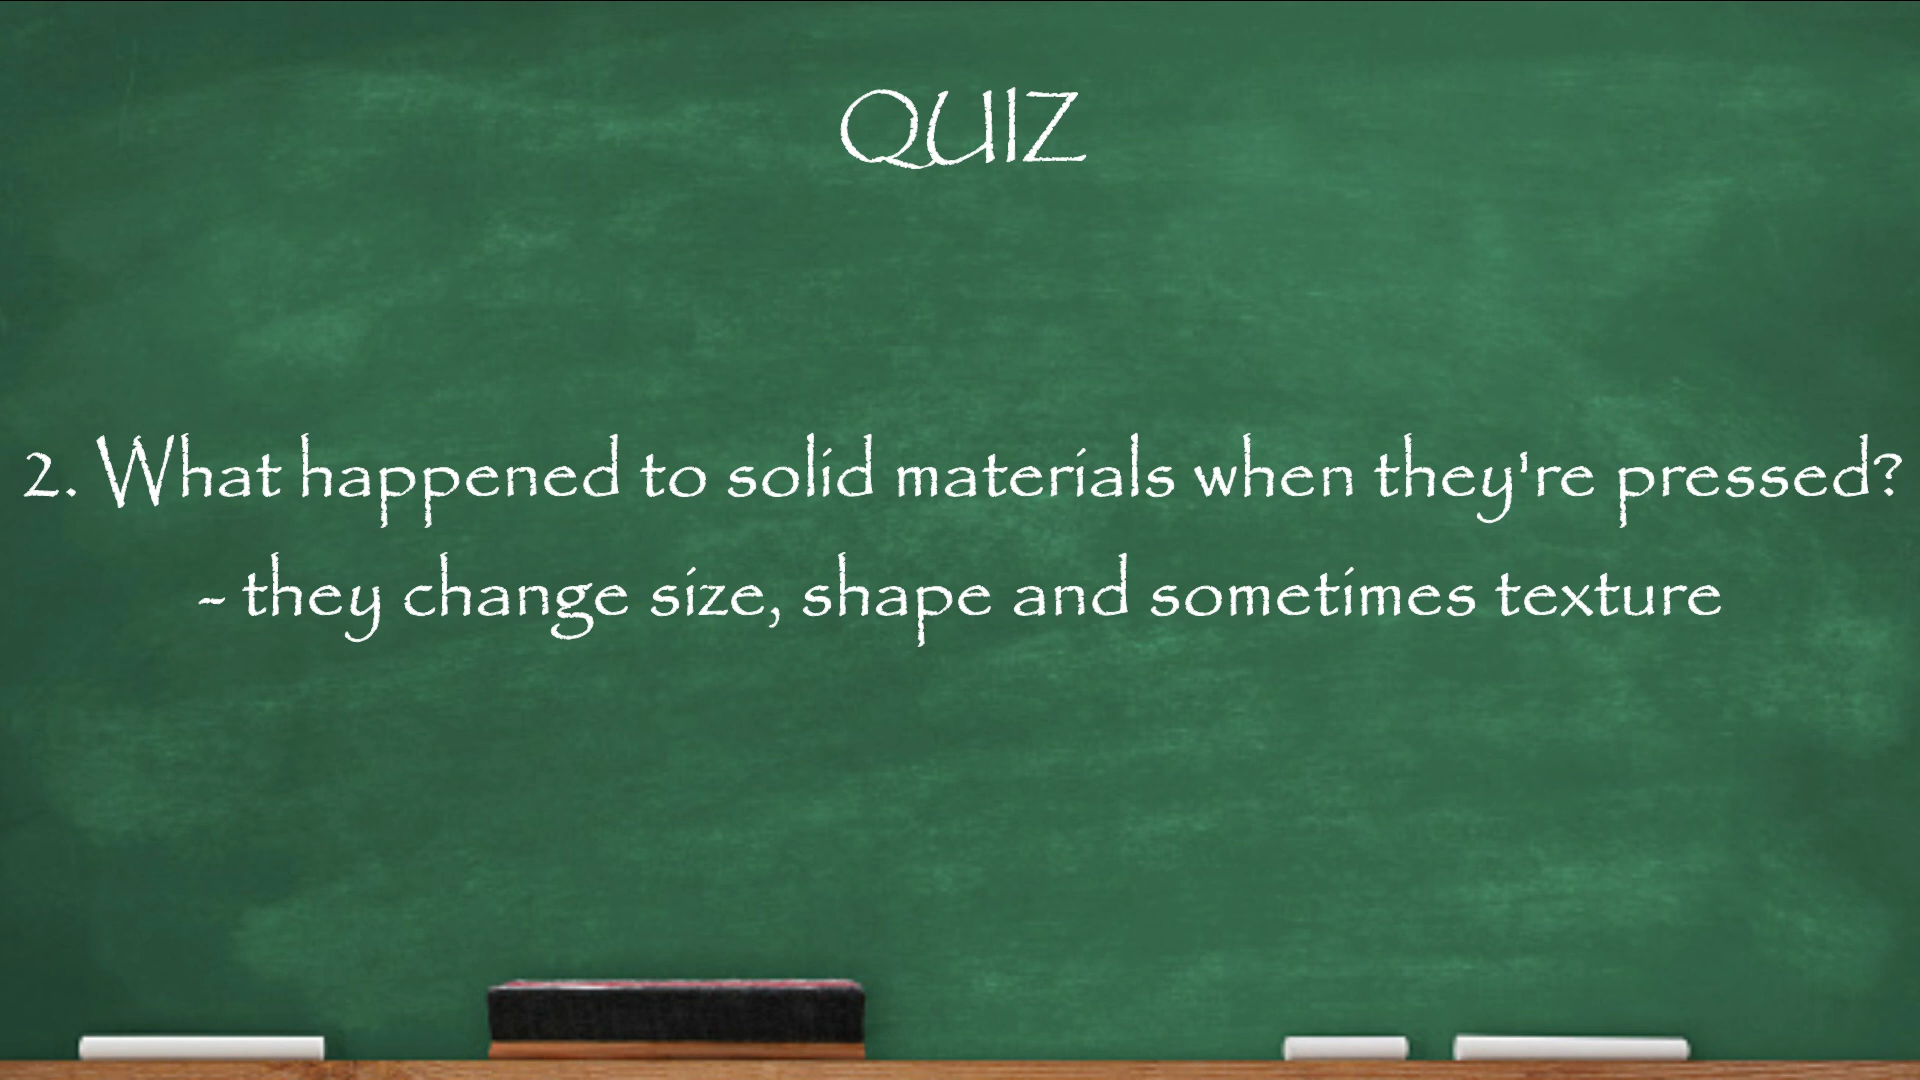 QUIZ
2. What happened to solid materials when they're pressed?
- they change size, shape and sometimes texture